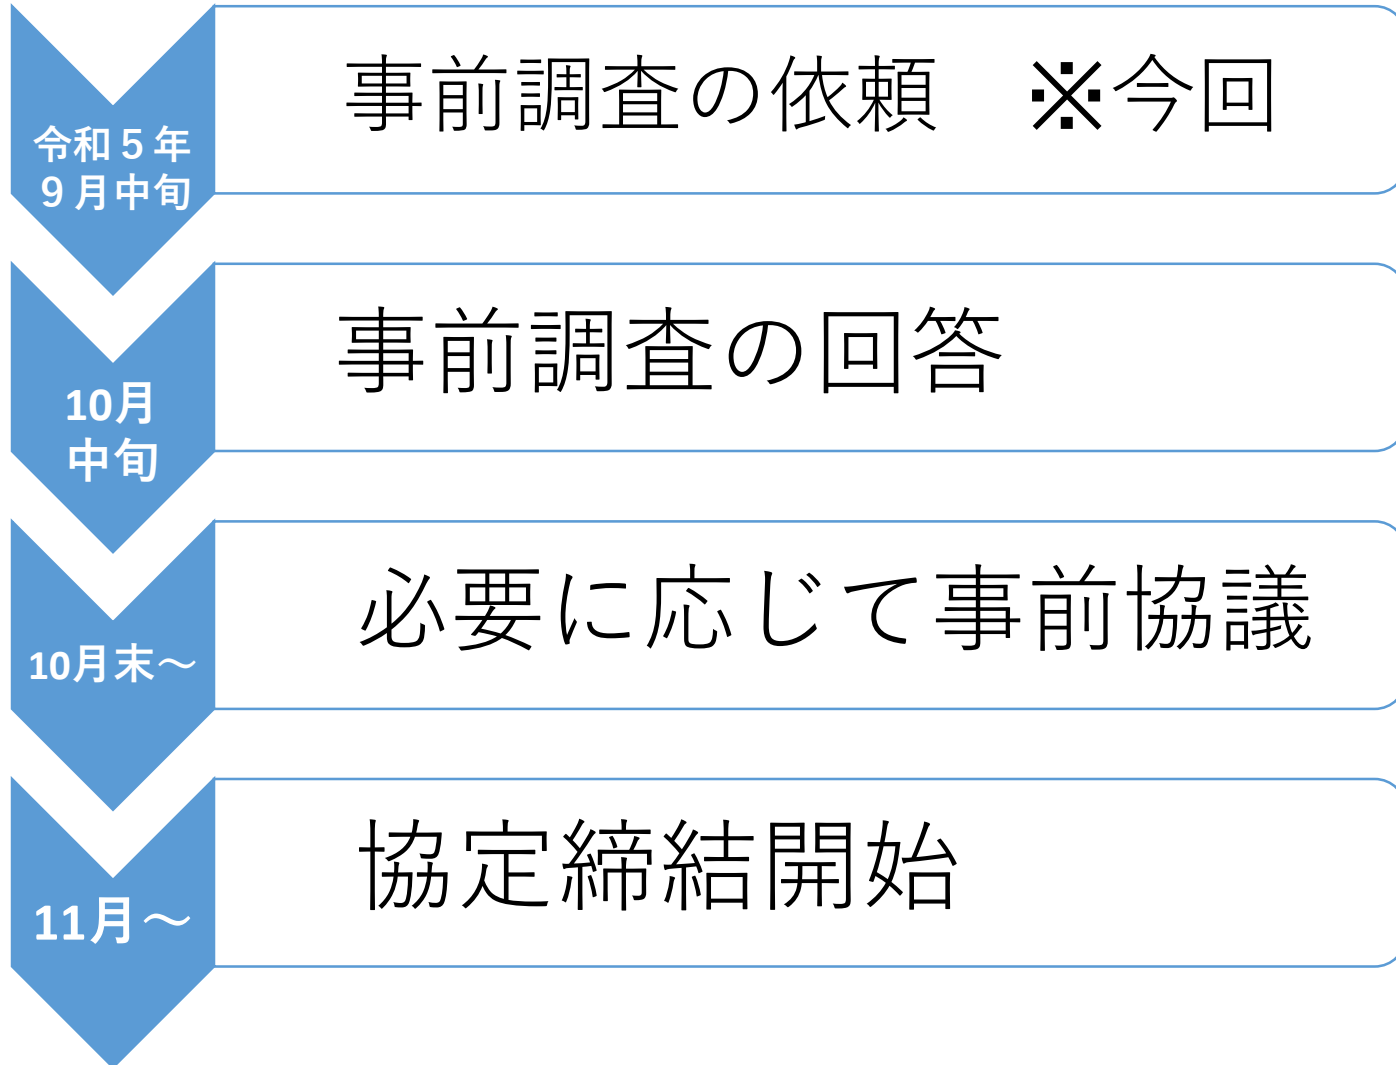 令和５年
９月中旬
事前調査の依頼　※今回
10月
中旬
事前調査の回答
10月末～
必要に応じて事前協議
11月～
協定締結開始